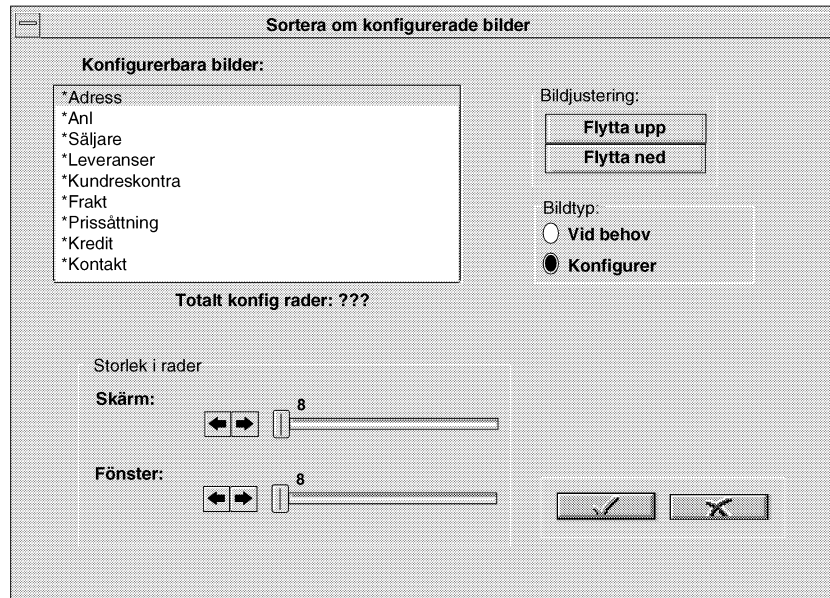 Sortera om konfigurerade bilder
Konfigurerbara bilder:
*Adress
*Anl
*Säljare
*Leveranser
*Kundreskontra
*Frakt
*Prissåttning
*Kredit
*Kontakt
Totalt konfig rader: ???
Bildjustering:
Flytta upp
Flytta ned
Bildtyp:
Vid behov
Konfigurer
Storlek i rader
Skärm:
8
Fönster:
8